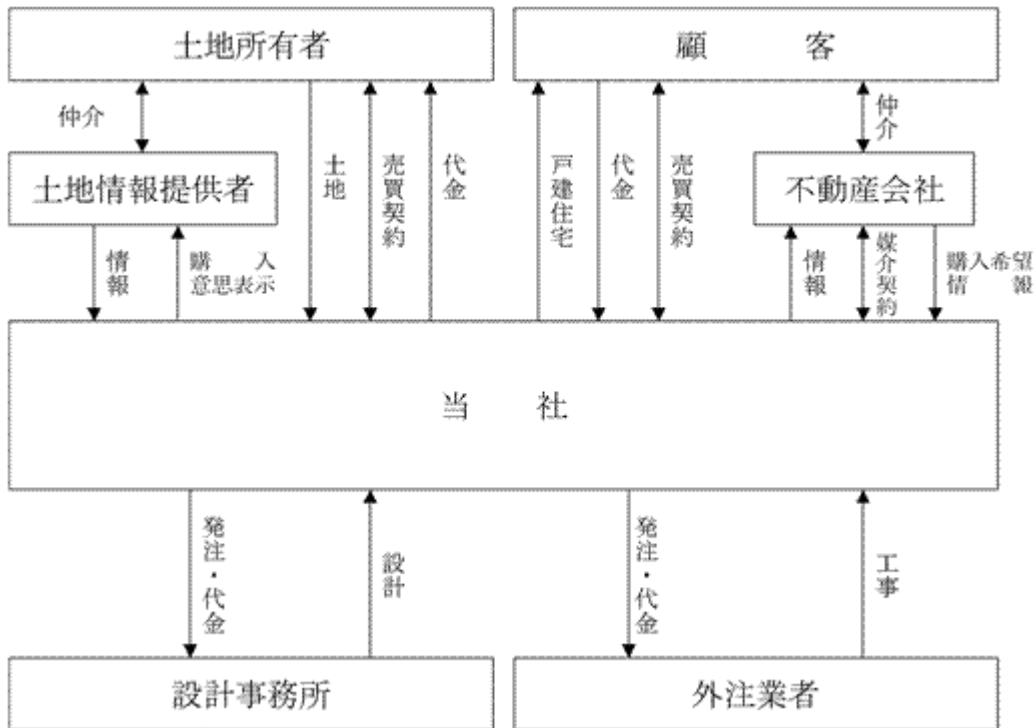 土地所有者
顧 客
仲介
土地
売買契約
代金
戸建住宅
代金
売買契約
仲介
土地情報提供者
不動産会社
情報
購 入
意思表示
情報
媒介契約
購入希望
情 報
当 社
発注・代金
設計
発注・代金
工事
設計事務所
外注業者